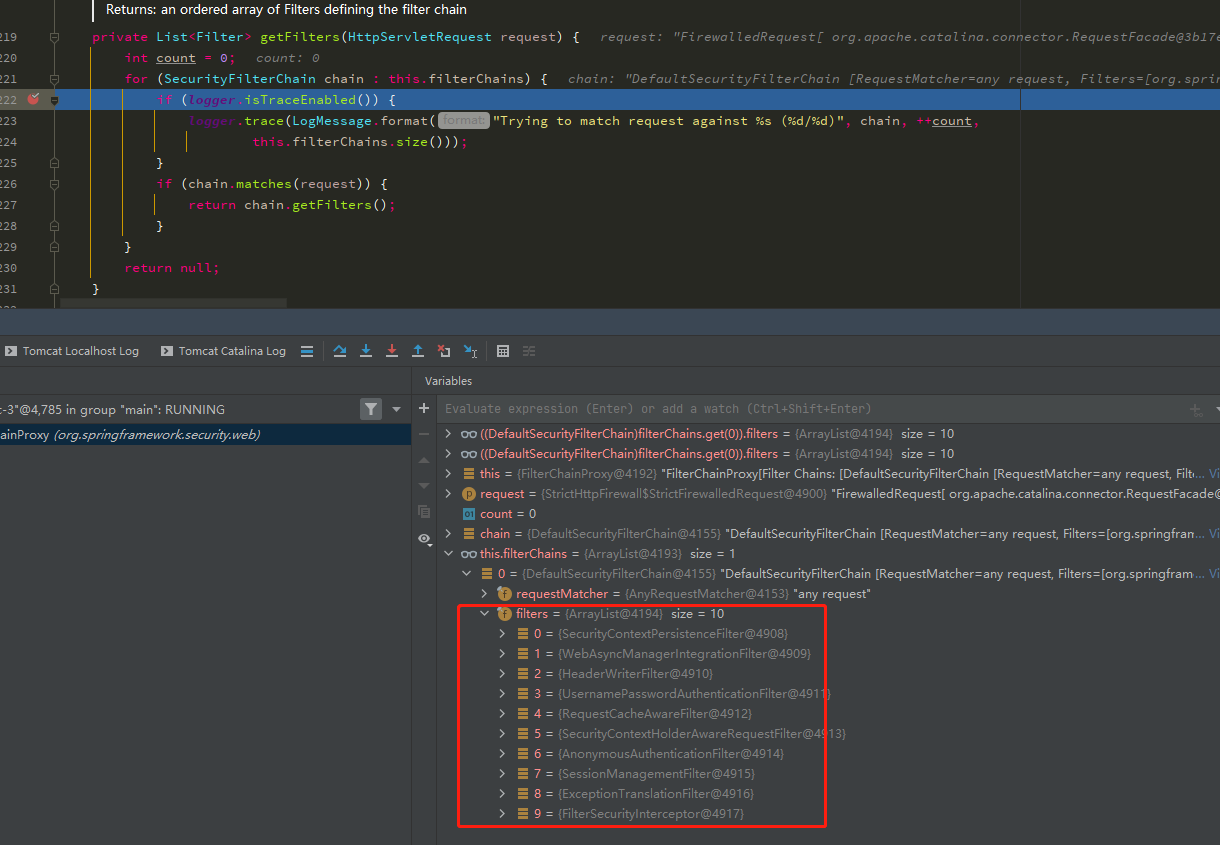 Returns: an ordered array of Filters defining the filter chain
219 private List<Filter> getFilters(HttpServletRequest request) { request: "FirewalledRequest[ org.apache.catalina.connector.RequestFacade@3b17e
220 int count = 0; count: 0
221 for (SecurityFilterChain chain : this.filterChains) { chain: "DefaultSecurityFilterChain [RequestMatcher=any request, Filters=[org.sprin
222 if (logger.isTraceEnabled()) {
223 logger.trace(LogMessage.format( format: "Trying to match request against %s (%d/%d)", chain, ++count,
224 this.filterChains.size()));
225 }
226 if (chain.matches(request)) {
227 return chain.getFilters();
228 }
229 }
230 return null;
231 }
Tomcat Localhost Log Tomcat Catalina Log
Variables
c-3"@4,785 in group "main": RUNNING
Evaluate expression (Enter) or add a watch (Ctrl+Shift+Enter)
ainProxy (org.springframework.security.web)
((DefaultSecurityFilterChain)filterChains.get(0)).filters = {ArrayList@4194} size = 10
((DefaultSecurityFilterChain)filterChains.get(0)).filters = {ArrayList@4194} size = 10
this = {FilterChainProxy@4192} "FilterChainProxy[Filter Chains: [DefaultSecurityFilterChain [RequestMatcher=any request, Filte... Vi
request = {StrictHttpFirewall$StrictFirewalledRequest@4900} "FirewalledRequest[ org.apache.catalina.connector.RequestFacade@
count = 0
chain = {DefaultSecurityFilterChain@4155} "DefaultSecurityFilterChain [RequestMatcher=any request, Filters=[org.springfran... Vi
this.filterChains = {ArrayList@4193} size = 1
0 = {DefaultSecurityFilterChain@4155} "DefaultSecurityFilterChain [RequestMatcher=any request, Filters=[org.springfram... Vi
requestMatcher = {AnyRequestMatcher@4153} "any request"
filters = {ArrayList@4194} size = 10
0 = {SecurityContextPersistenceFilter@4908}
1 = {WebAsyncManagerIntegrationFilter@4909}
2 = {HeaderWriterFilter@4910}
3 = {UsernamePasswordAuthenticationFilter@4911}
4 = {RequestCacheAwareFilter@4912}
5 = {SecurityContextHolderAwareRequestFilter@4913}
6 = {AnonymousAuthenticationFilter@4914}
7 = {SessionManagementFilter@4915}
8 = {ExceptionTranslationFilter@4916}
9 = {FilterSecurityInterceptor@4917}